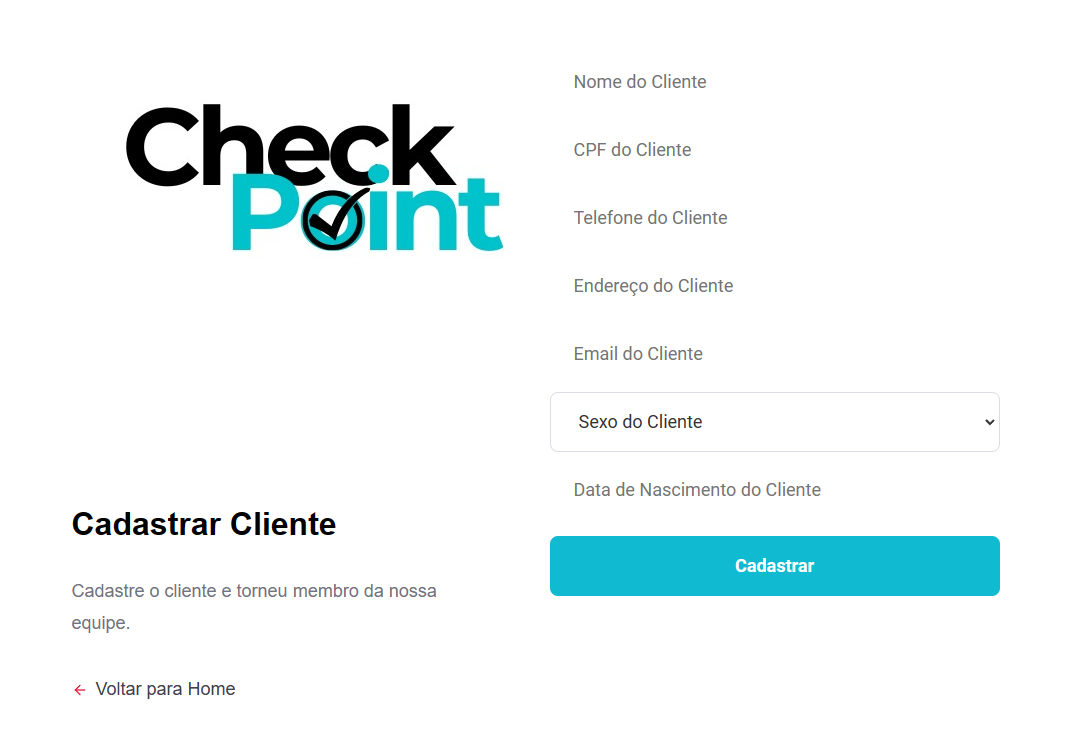 Check
Point
Cadastrar Cliente
Cadastre o cliente e torneu membro da nossa
equipe.
Voltar para Home
Nome do Cliente
CPF do Cliente
Telefone do Cliente
Endereço do Cliente
Email do Cliente
Sexo do Cliente
Data de Nascimento do Cliente
Cadastrar